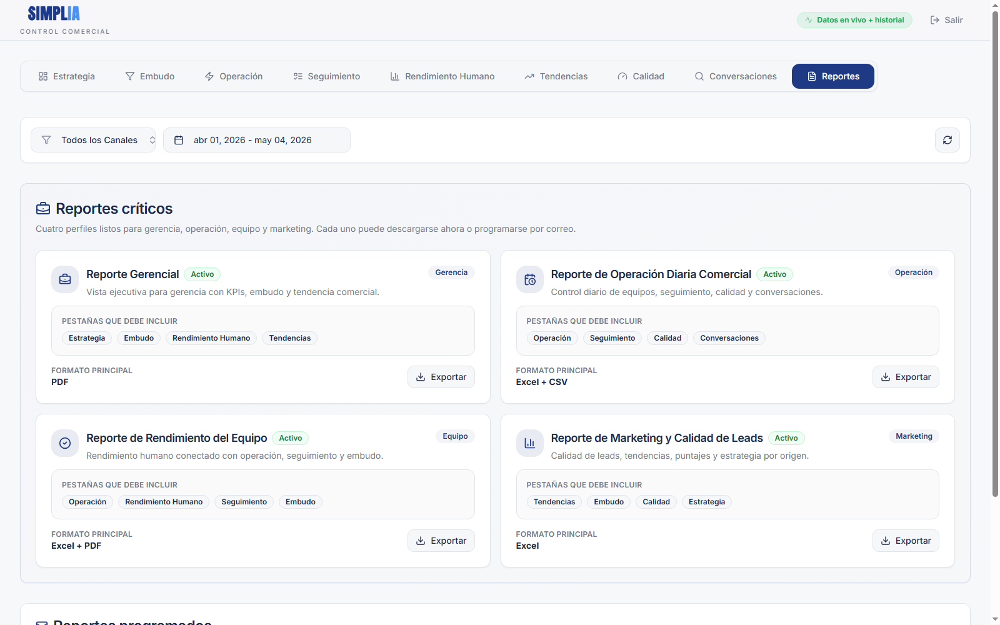 SIMPLIA
CONTROL COMERCIAL
Datos en vivo + historial
Salir
Estrategia
Embudo
Operación
Seguimiento
Rendimiento Humano
Tendencias
Calidad
Conversaciones
Reportes
Todos los Canales
abr 01, 2026 - may 04, 2026
Reportes críticos
Cuatro perfiles listos para gerencia, operación, equipo y marketing. Cada uno puede descargarse ahora o programarse por correo.
Reporte Gerencial
Activo
Gerencia
Vista ejecutiva para gerencia con KPIs, embudo y tendencia comercial.
PESTAÑAS QUE DEBE INCLUIR
Estrategia
Embudo
Rendimiento Humano
Tendencias
FORMATO PRINCIPAL
PDF
Exportar
Reporte de Operación Diaria Comercial
Activo
Operación
Control diario de equipos, seguimiento, calidad y conversaciones.
PESTAÑAS QUE DEBE INCLUIR
Operación
Seguimiento
Calidad
Conversaciones
FORMATO PRINCIPAL
Excel + CSV
Exportar
Reporte de Rendimiento del Equipo
Activo
Equipo
Rendimiento humano conectado con operación, seguimiento y embudo.
PESTAÑAS QUE DEBE INCLUIR
Operación
Rendimiento Humano
Seguimiento
Embudo
FORMATO PRINCIPAL
Excel + PDF
Exportar
Reporte de Marketing y Calidad de Leads
Activo
Marketing
Calidad de leads, tendencias, puntajes y estrategia por origen.
PESTAÑAS QUE DEBE INCLUIR
Tendencias
Embudo
Calidad
Estrategia
FORMATO PRINCIPAL
Excel
Exportar
Reportes programados